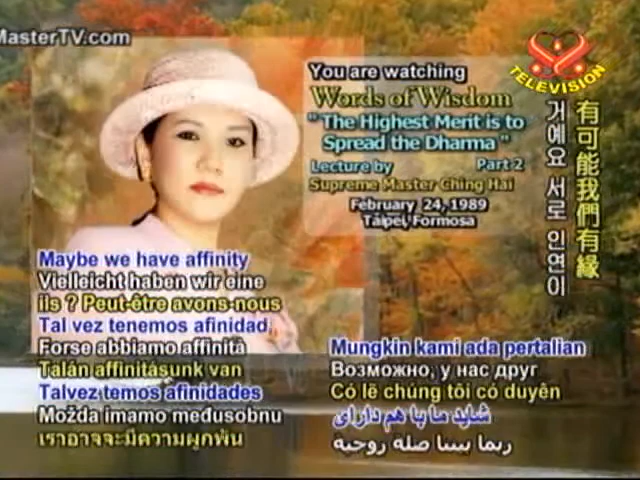 MasterTV.com
TELEVISION
You are watching
Words of Wisdom
" The Highest Merit is to
Spread the Dharma "
Lecture by Part 2
Supreme Master Ching Hai
February 24, 1989
Taipei, Formosa
有可能我們有緣
거예요 서로 인연이
Maybe we have affinity
Vielleicht haben wir eine
ils ? Peut-être avons-nous
Tal vez tenemos afinidad,
Forse abbiamo affinità
Talán affinitásunk van
Talvez temos afinidades
Možda imamo međusobnu
เราอาจจะมีความผูกพัน
Mungkin kami ada pertalian
Возможно, у нас друг
Có lẽ chúng tôi có duyên
شاید ما با هم دارای
ربما بيننا صلة روحية